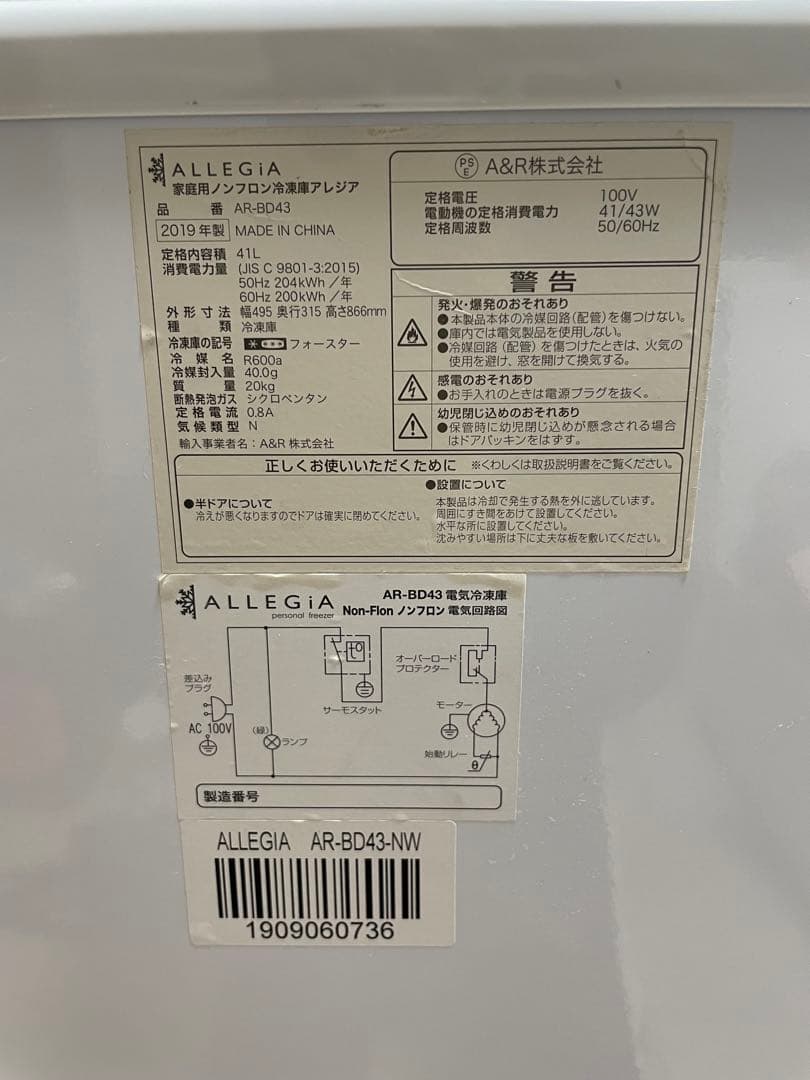 ALLEGiA
家庭用ノンフロン冷凍庫アレジア
品 番 AR-BD43
2019年製 MADE IN CHINA
定格内容積 41L
消費電力量 (JIS C 9801-3:2015)
50Hz 204kWh／年
60Hz 200kWh／年
外形寸法 幅495 奥行315 高さ866mm
種 類 冷凍庫
冷凍庫の記号 フォースター
冷 媒 名 R600a
冷媒封入量 40.0g
質 量 20kg
断熱発泡ガス シクロペンタン
定格電流 0.8A
気候類型 N
輸入事業者名：A&R 株式会社
PSE A&R株式会社
定格電圧 100V
電動機の定格消費電力 41/43W
定格周波数 50/60Hz
警告
発火・爆発のおそれあり
●本製品本体の冷媒回路(配管)を傷つけない。
●庫内では電気製品を使用しない。
●冷媒回路（配管）を傷つけたときは、火気の
使用を避け、窓を開けて換気する。
感電のおそれあり
●お手入れのときは電源プラグを抜く。
幼児閉じ込めのおそれあり
●保管時に幼児閉じ込めが懸念される場合
はドアパッキンをはずす。
正しくお使いいただくために ※くわしくは取扱説明書をご覧ください。
●半ドアについて
冷えが悪くなりますのでドアは確実に閉めてください。
●設置について
本製品は冷却で発生する熱を外に逃しています。
周囲にすき間をあけて設置してください。
水平な所に設置してください。
沈みやすい場所は下に丈夫な板を敷いてください。
ALLEGiA
personal freezer
AR-BD43 電気冷凍庫
Non-Flon ノンフロン 電気回路図
差込み
プラグ
AC 100V
(緑)
ランプ
t°
サーモスタット
オーバーロード
プロテクター
モーター
始動リレー
θ
製造番号
ALLEGIA AR-BD43-NW
1909060736